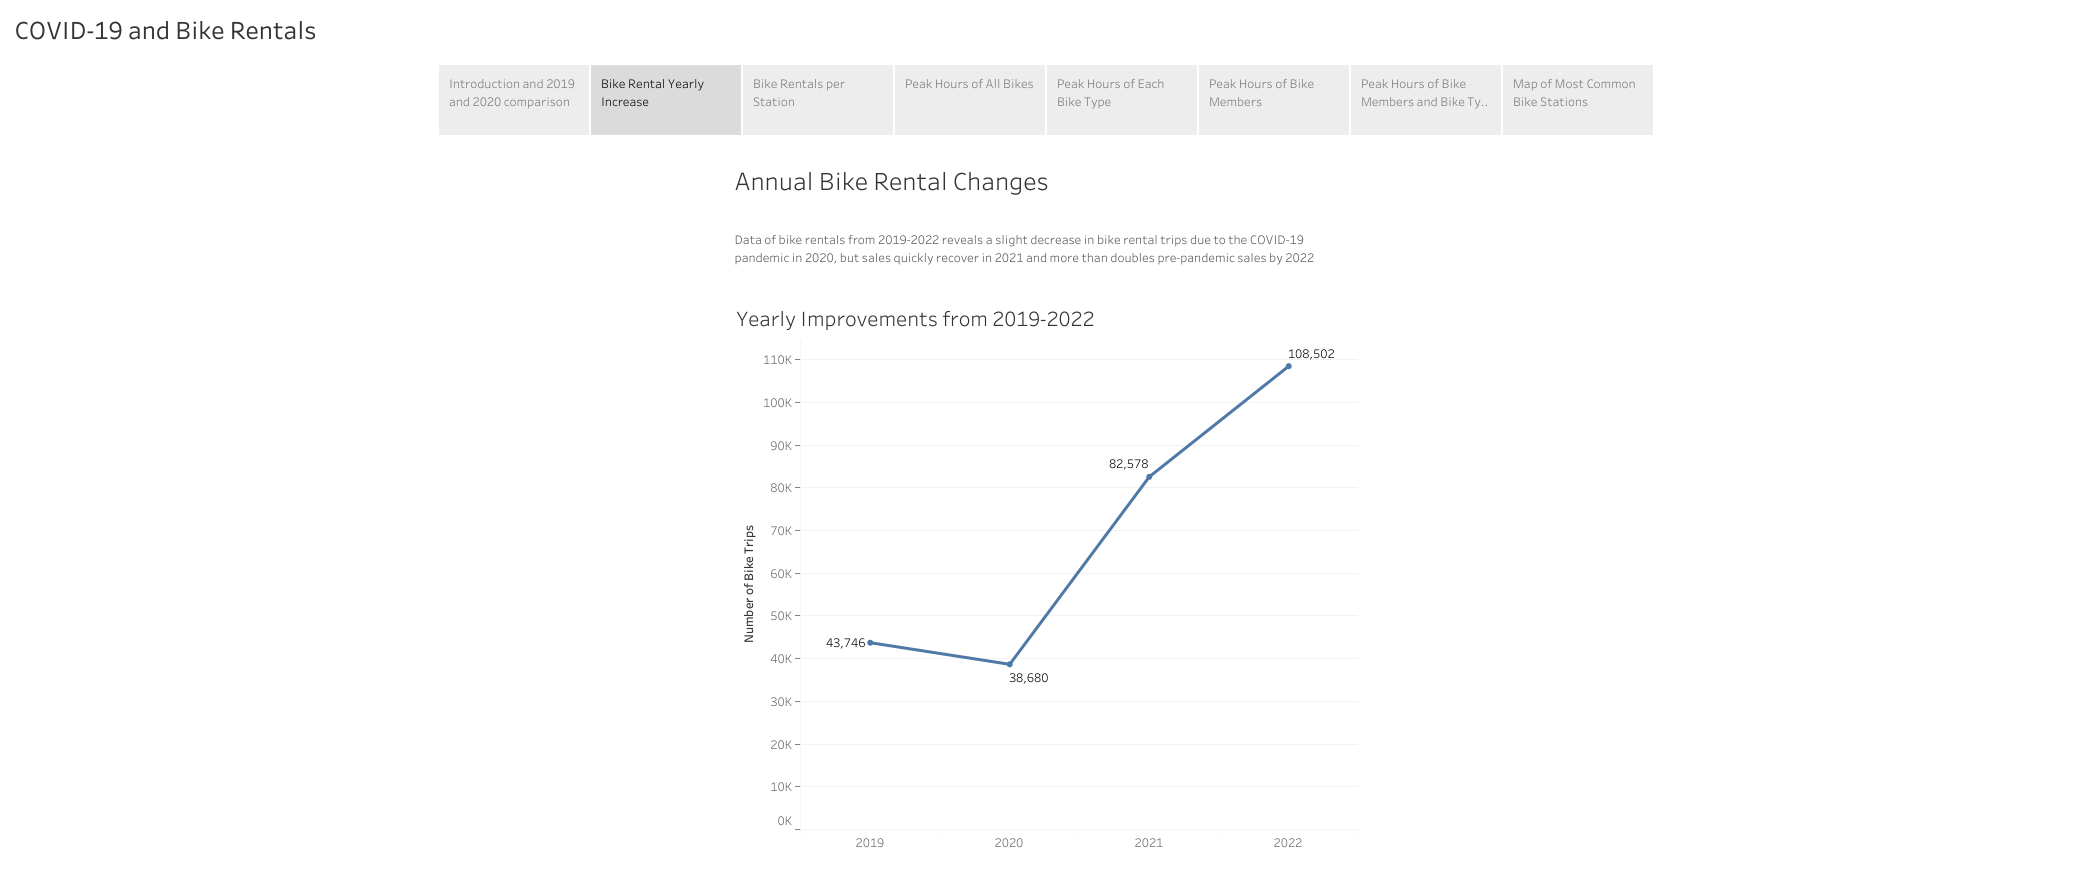 COVID-19 and Bike Rentals
Introduction and 2019
and 2020 comparison
Bike Rental Yearly
Increase
Bike Rentals per
Station
Peak Hours of All Bikes
Peak Hours of Each
Bike Type
Peak Hours of Bike
Members
Peak Hours of Bike
Members and Bike Ty..
Map of Most Common
Bike Stations
Annual Bike Rental Changes
Data of bike rentals from 2019-2022 reveals a slight decrease in bike rental trips due to the COVID-19
pandemic in 2020, but sales quickly recover in 2021 and more than doubles pre-pandemic sales by 2022
Yearly Improvements from 2019-2022
Number of Bike Trips
110K
100K
90K
80K
70K
60K
50K
40K
30K
20K
10K
0K
43,746
38,680
82,578
108,502
2019
2020
2021
2022